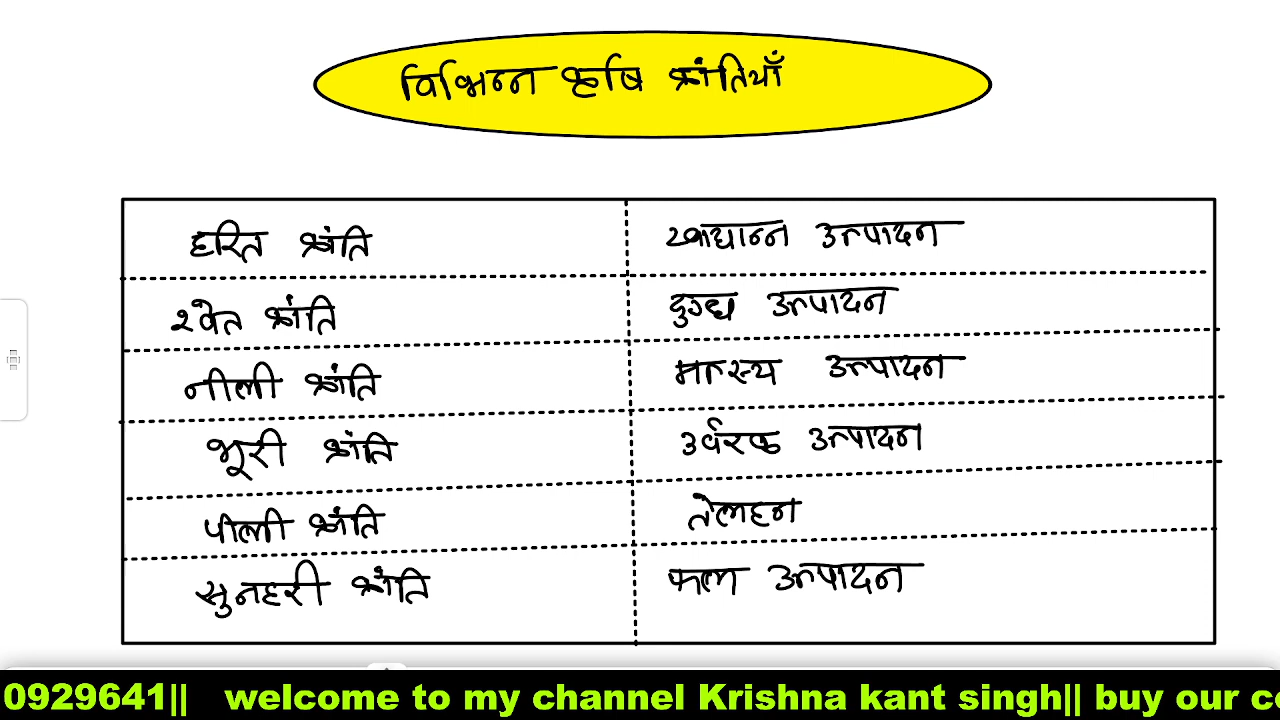 विभिन्न कृषि क्रांतियाँ
हरित क्रांति खाद्यान्न उत्पादन
श्वेत क्रांति दुग्ध उत्पादन
नीली क्रांति मत्स्य उत्पादन
भूरी क्रांति उर्वरक उत्पादन
पीली क्रांति तेलहन
सुनहरी क्रांति फल उत्पादन
0929641|| welcome to my channel Krishna kant singh|| buy our co